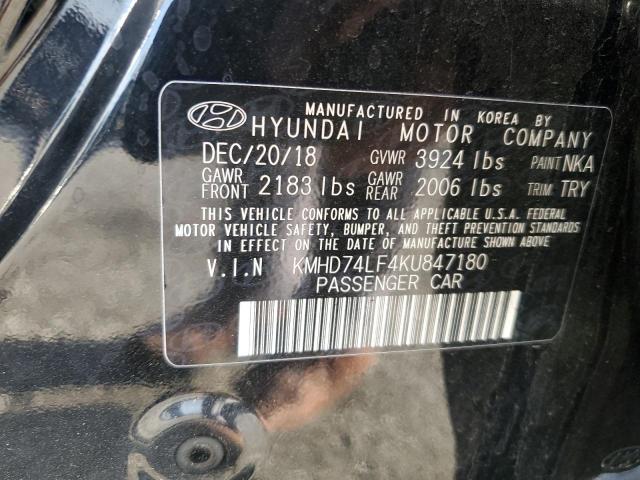 MANUFACTURED IN KOREA BY
HYUNDAI MOTOR COMPANY
DEC/20/18 GVWR 3924 lbs PAINT NKA
GAWR FRONT 2183 lbs GAWR REAR 2006 lbs TRIM TRY
THIS VEHICLE CONFORMS TO ALL APPLICABLE U.S.A. FEDERAL
MOTOR VEHICLE SAFETY, BUMPER, AND THEFT PREVENTION STANDARDS
IN EFFECT ON THE DATE OF MANUFACTURE SHOWN ABOVE
V.I.N KMHD74LF4KU847180
PASSENGER CAR